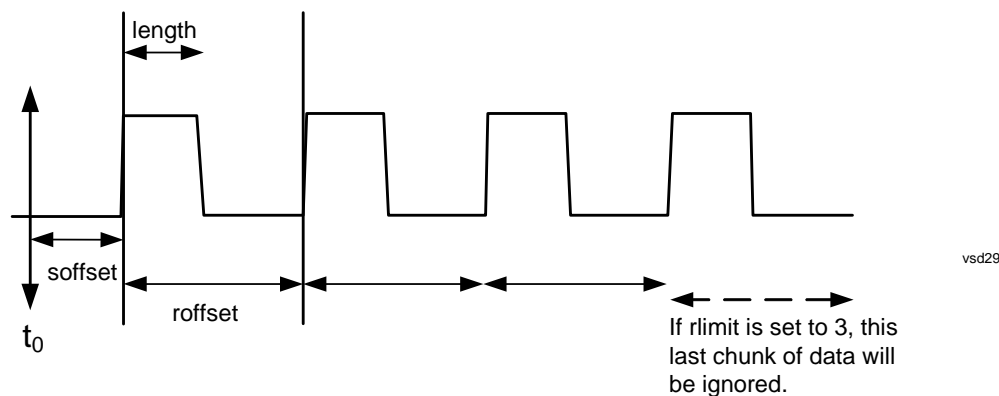 length
soffset
roffset
t₀
vsd29
If rlimit is set to 3, this
last chunk of data will
be ignored.